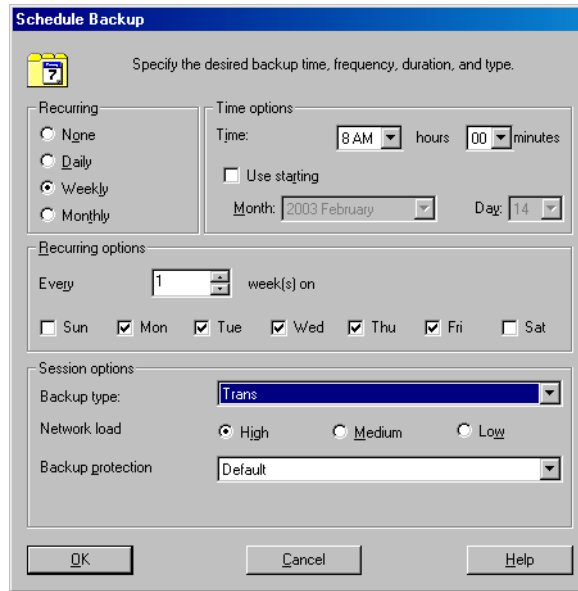 Schedule Backup
7
Specify the desired backup time, frequency, duration, and type.
Recurring
None
Daily
Weekly
Monthly
Time options
Time: 8 AM hours 00 minutes
Use starting
Month: 2003 February Day: 14
Recurring options
Every 1 week(s) on
Sun Mon Tue Wed Thu Fri Sat
Session options
Backup type: Trans
Network load High Medium Low
Backup protection Default
OK Cancel Help